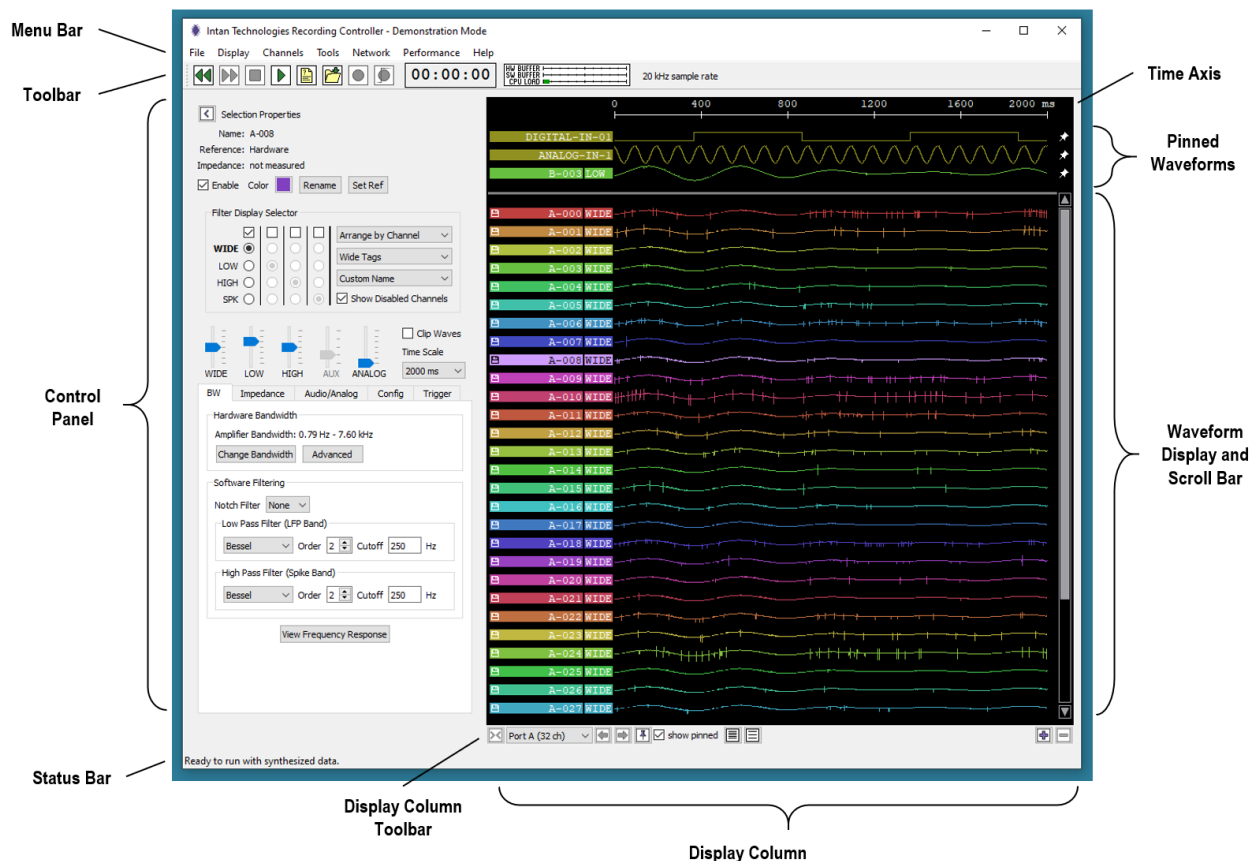 Menu Bar
Toolbar
Control
Panel
Status Bar
Intan Technologies Recording Controller - Demonstration Mode
File Display Channels Tools Network Performance Help
00:00:00
HW BUFFER
SW BUFFER
CPU LOAD
20 kHz sample rate
Selection Properties
Name: A-008
Reference: Hardware
Impedance: not measured
Enable Color Rename Set Ref
Filter Display Selector
WIDE
LOW
HIGH
SPK
Arrange by Channel
Wide Tags
Custom Name
Show Disabled Channels
WIDE LOW HIGH AUX ANALOG
Clip Waves
Time Scale
2000 ms
BW Impedance Audio/Analog Config Trigger
Hardware Bandwidth
Amplifier Bandwidth: 0.79 Hz - 7.60 kHz
Change Bandwidth Advanced
Software Filtering
Notch Filter None
Low Pass Filter (LFP Band)
Bessel Order 2 Cutoff 250 Hz
High Pass Filter (Spike Band)
Bessel Order 2 Cutoff 250 Hz
View Frequency Response
Ready to run with synthesized data.
0 400 800 1200 1600 2000 ms
DIGITAL-IN-01
ANALOG-IN-1
B-003 LOW
A-000 WIDE
A-001 WIDE
A-002 WIDE
A-003 WIDE
A-004 WIDE
A-005 WIDE
A-006 WIDE
A-007 WIDE
A-008 WIDE
A-009 WIDE
A-010 WIDE
A-011 WIDE
A-012 WIDE
A-013 WIDE
A-014 WIDE
A-015 WIDE
A-016 WIDE
A-017 WIDE
A-018 WIDE
A-019 WIDE
A-020 WIDE
A-021 WIDE
A-022 WIDE
A-023 WIDE
A-024 WIDE
A-025 WIDE
A-026 WIDE
A-027 WIDE
Port A (32 ch) show pinned
Time Axis
Pinned
Waveforms
Waveform
Display and
Scroll Bar
Display Column
Toolbar
Display Column